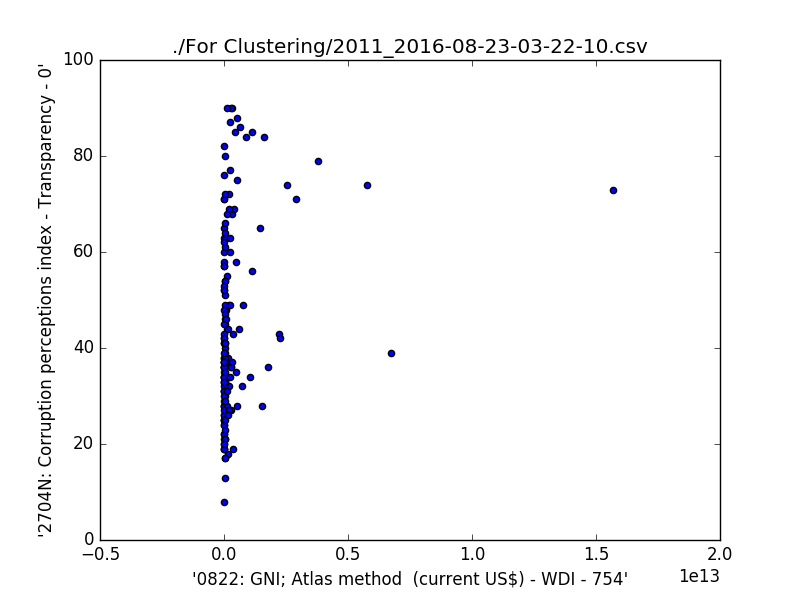 ./For Clustering/2011_2016-08-23-03-22-10.csv
100
80
60
40
20
0
'2704N: Corruption perceptions index - Transparency - 0'
−0.5 0.0 0.5 1.0 1.5 2.0
1e13
'0822: GNI; Atlas method  (current US$) - WDI - 754'